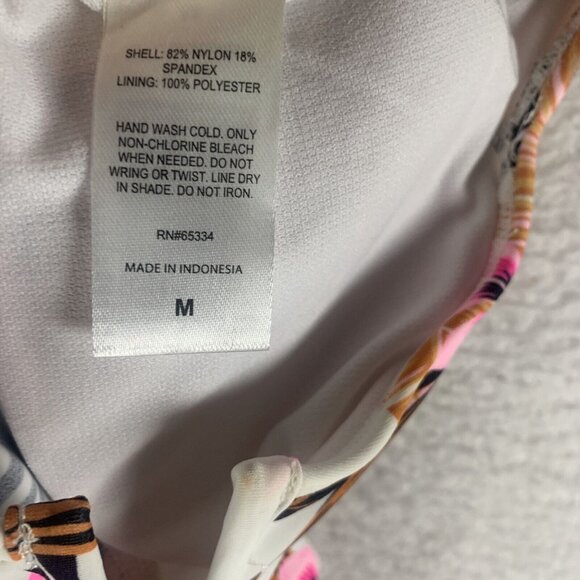 SHELL: 82% NYLON 18%
SPANDEX
LINING: 100% POLYESTER
HAND WASH COLD. ONLY
NON-CHLORINE BLEACH
WHEN NEEDED. DO NOT
WRING OR TWIST. LINE DRY
IN SHADE. DO NOT IRON.
RN#65334
MADE IN INDONESIA
M